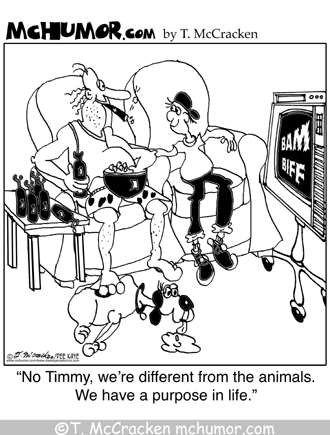 McHUMOR.com by T. McCracken
BAM
BIFF
©T. McCracken
"No Timmy, we're different from the animals.
We have a purpose in life."
©T. McCracken mchumor.com